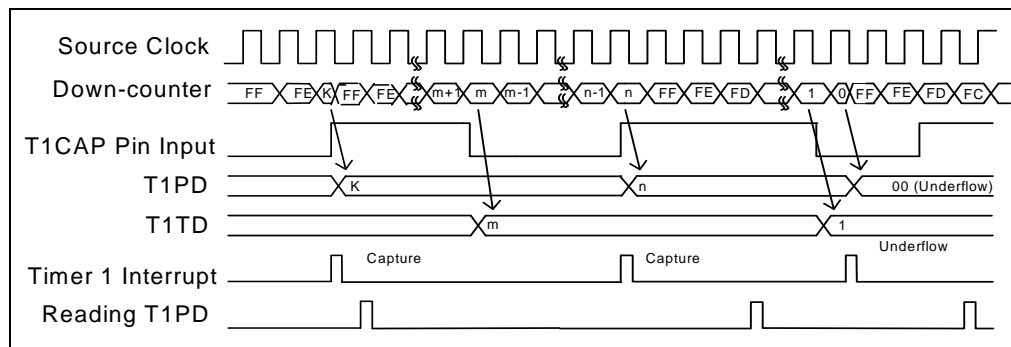 Source Clock
Down-counter FF FE K FF FE m+1 m m-1 n-1 n FF FE FD 1 0 FF FE FD FC
T1CAP Pin Input
T1PD K n 00 (Underflow)
T1TD m 1
Timer 1 Interrupt Capture Capture Underflow
Reading T1PD